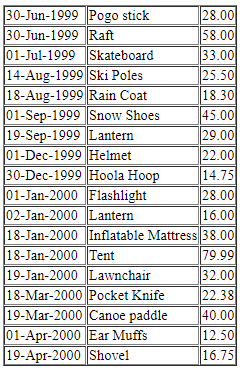 30-Jun-1999 Pogo stick 28.00
30-Jun-1999 Raft 58.00
01-Jul-1999 Skateboard 33.00
14-Aug-1999 Ski Poles 25.50
18-Aug-1999 Rain Coat 18.30
01-Sep-1999 Snow Shoes 45.00
19-Sep-1999 Lantern 29.00
01-Dec-1999 Helmet 22.00
30-Dec-1999 Hoola Hoop 14.75
01-Jan-2000 Flashlight 28.00
02-Jan-2000 Lantern 16.00
18-Jan-2000 Inflatable Mattress 38.00
18-Jan-2000 Tent 79.99
19-Jan-2000 Lawnchair 32.00
18-Mar-2000 Pocket Knife 22.38
19-Mar-2000 Canoe paddle 40.00
01-Apr-2000 Ear Muffs 12.50
19-Apr-2000 Shovel 16.75